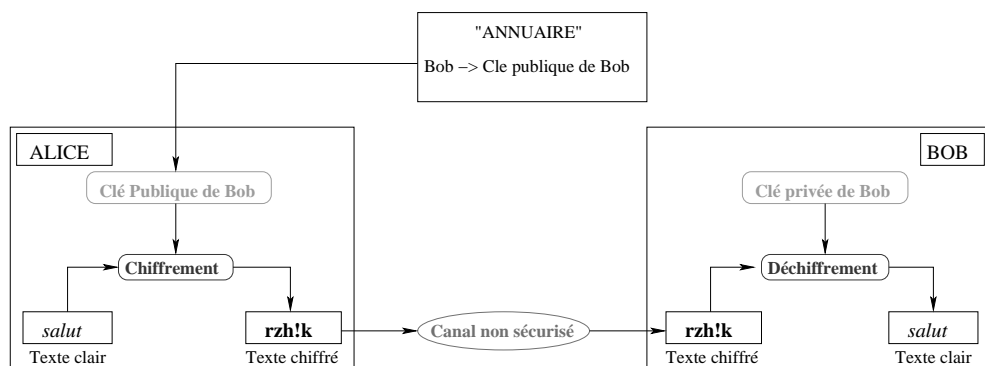 "ANNUAIRE"
Bob −> Cle publique de Bob
ALICE
Clé Publique de Bob
Chiffrement
salut
Texte clair
rzh!k
Texte chiffré
Canal non sécurisé
BOB
Clé privée de Bob
Déchiffrement
rzh!k
Texte chiffré
salut
Texte clair